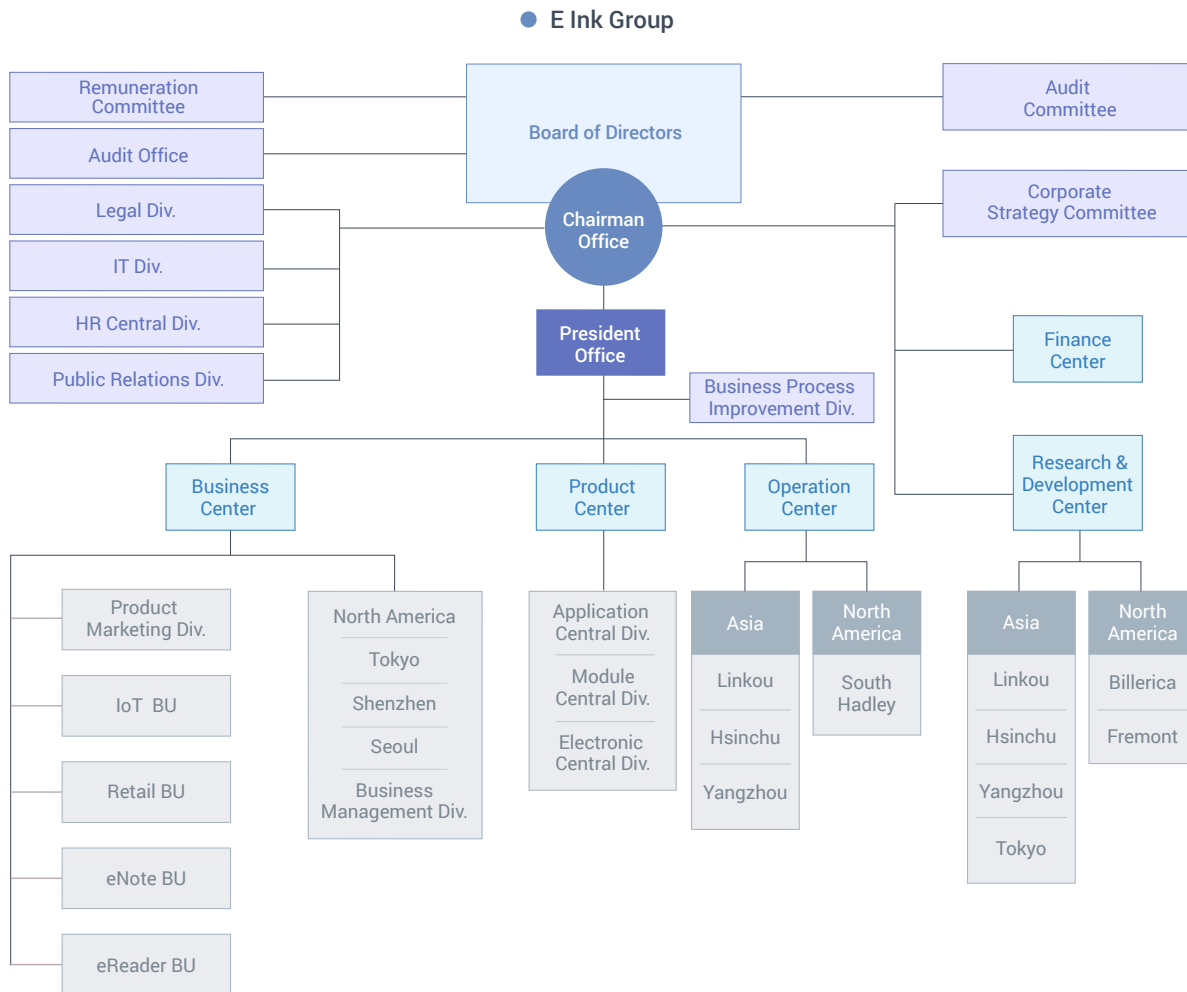 E Ink Group
Remuneration
Committee
Audit Office
Legal Div.
IT Div.
HR Central Div.
Public Relations Div.
Board of Directors
Chairman
Office
President
Office
Business Process
Improvement Div.
Audit
Committee
Corporate
Strategy Committee
Finance
Center
Research &
Development
Center
Business
Center
Product
Center
Operation
Center
Product
Marketing Div.
IoT BU
Retail BU
eNote BU
eReader BU
North America
Tokyo
Shenzhen
Seoul
Business
Management Div.
Application
Central Div.
Module
Central Div.
Electronic
Central Div.
Asia
Linkou
Hsinchu
Yangzhou
North
America
South
Hadley
Asia
Linkou
Hsinchu
Yangzhou
Tokyo
North
America
Billerica
Fremont